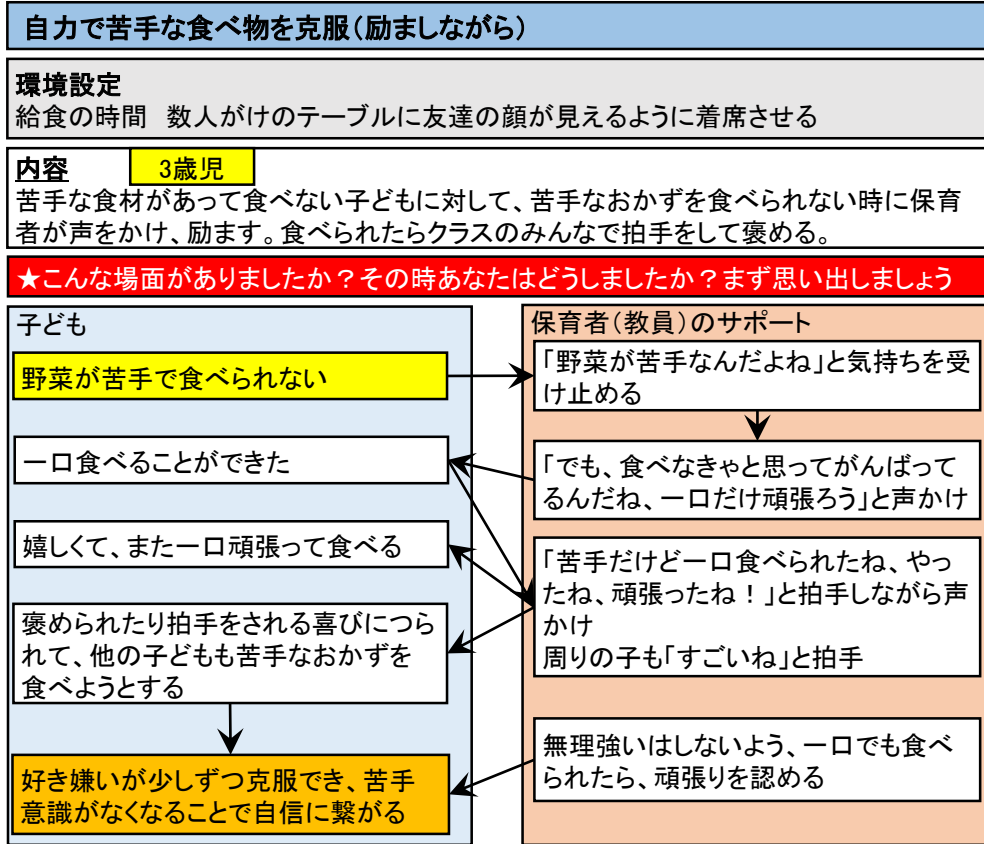 自力で苦手な食べ物を克服(励ましながら)
環境設定
給食の時間　数人がけのテーブルに友達の顔が見えるように着席させる
内容　3歳児
苦手な食材があって食べない子どもに対して、苦手なおかずを食べられない時に保育
者が声をかけ、励ます。食べられたらクラスのみんなで拍手をして褒める。
★こんな場面がありましたか？その時あなたはどうしましたか？まず思い出しましょう
子ども
野菜が苦手で食べられない
一口食べることができた
嬉しくて、また一口頑張って食べる
褒められたり拍手をされる喜びにつら
れて、他の子どもも苦手なおかずを
食べようとする
好き嫌いが少しずつ克服でき、苦手
意識がなくなることで自信に繋がる
保育者(教員)のサポート
「野菜が苦手なんだよね」と気持ちを受
け止める
「でも、食べなきゃと思ってがんばって
るんだね、一口だけ頑張ろう」と声かけ
「苦手だけど一口食べられたね、やっ
たね、頑張ったね！」と拍手しながら声
かけ
周りの子も「すごいね」と拍手
無理強いはしないよう、一口でも食べ
られたら、頑張りを認める